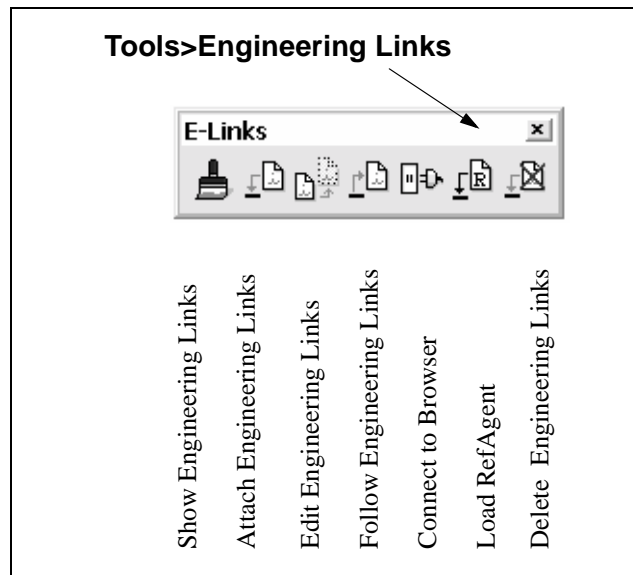 Tools>Engineering Links
E-Links
R
Show Engineering Links
Attach Engineering Links
Edit Engineering Links
Follow Engineering Links
Connect to Browser
Load RefAgent
Delete  Engineering Links